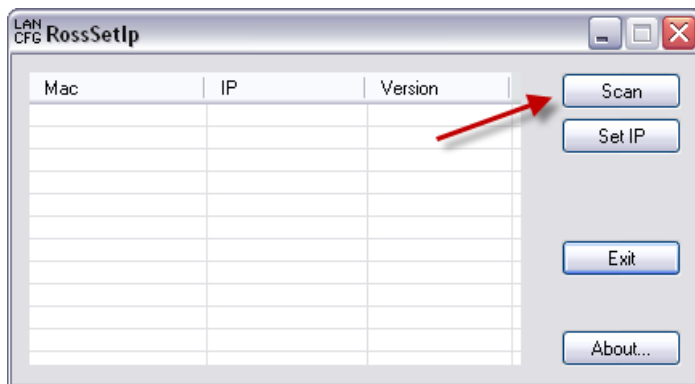 LAN
CFG RossSetIp
Mac IP Version
Scan
Set IP
Exit
About...